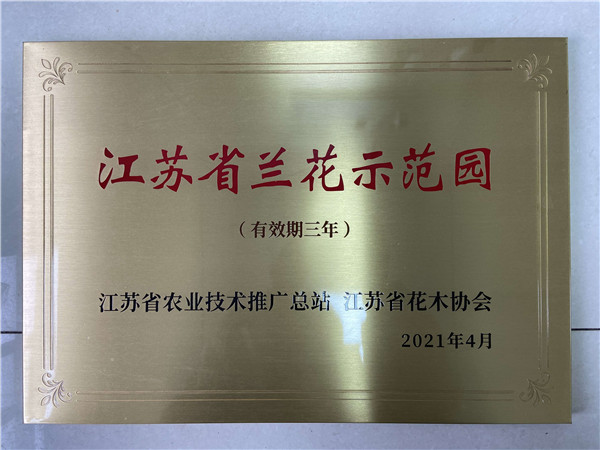 江苏省兰花示范园
（有效期三年）
江苏省农业技术推广总站 江苏省花木协会
2021年4月